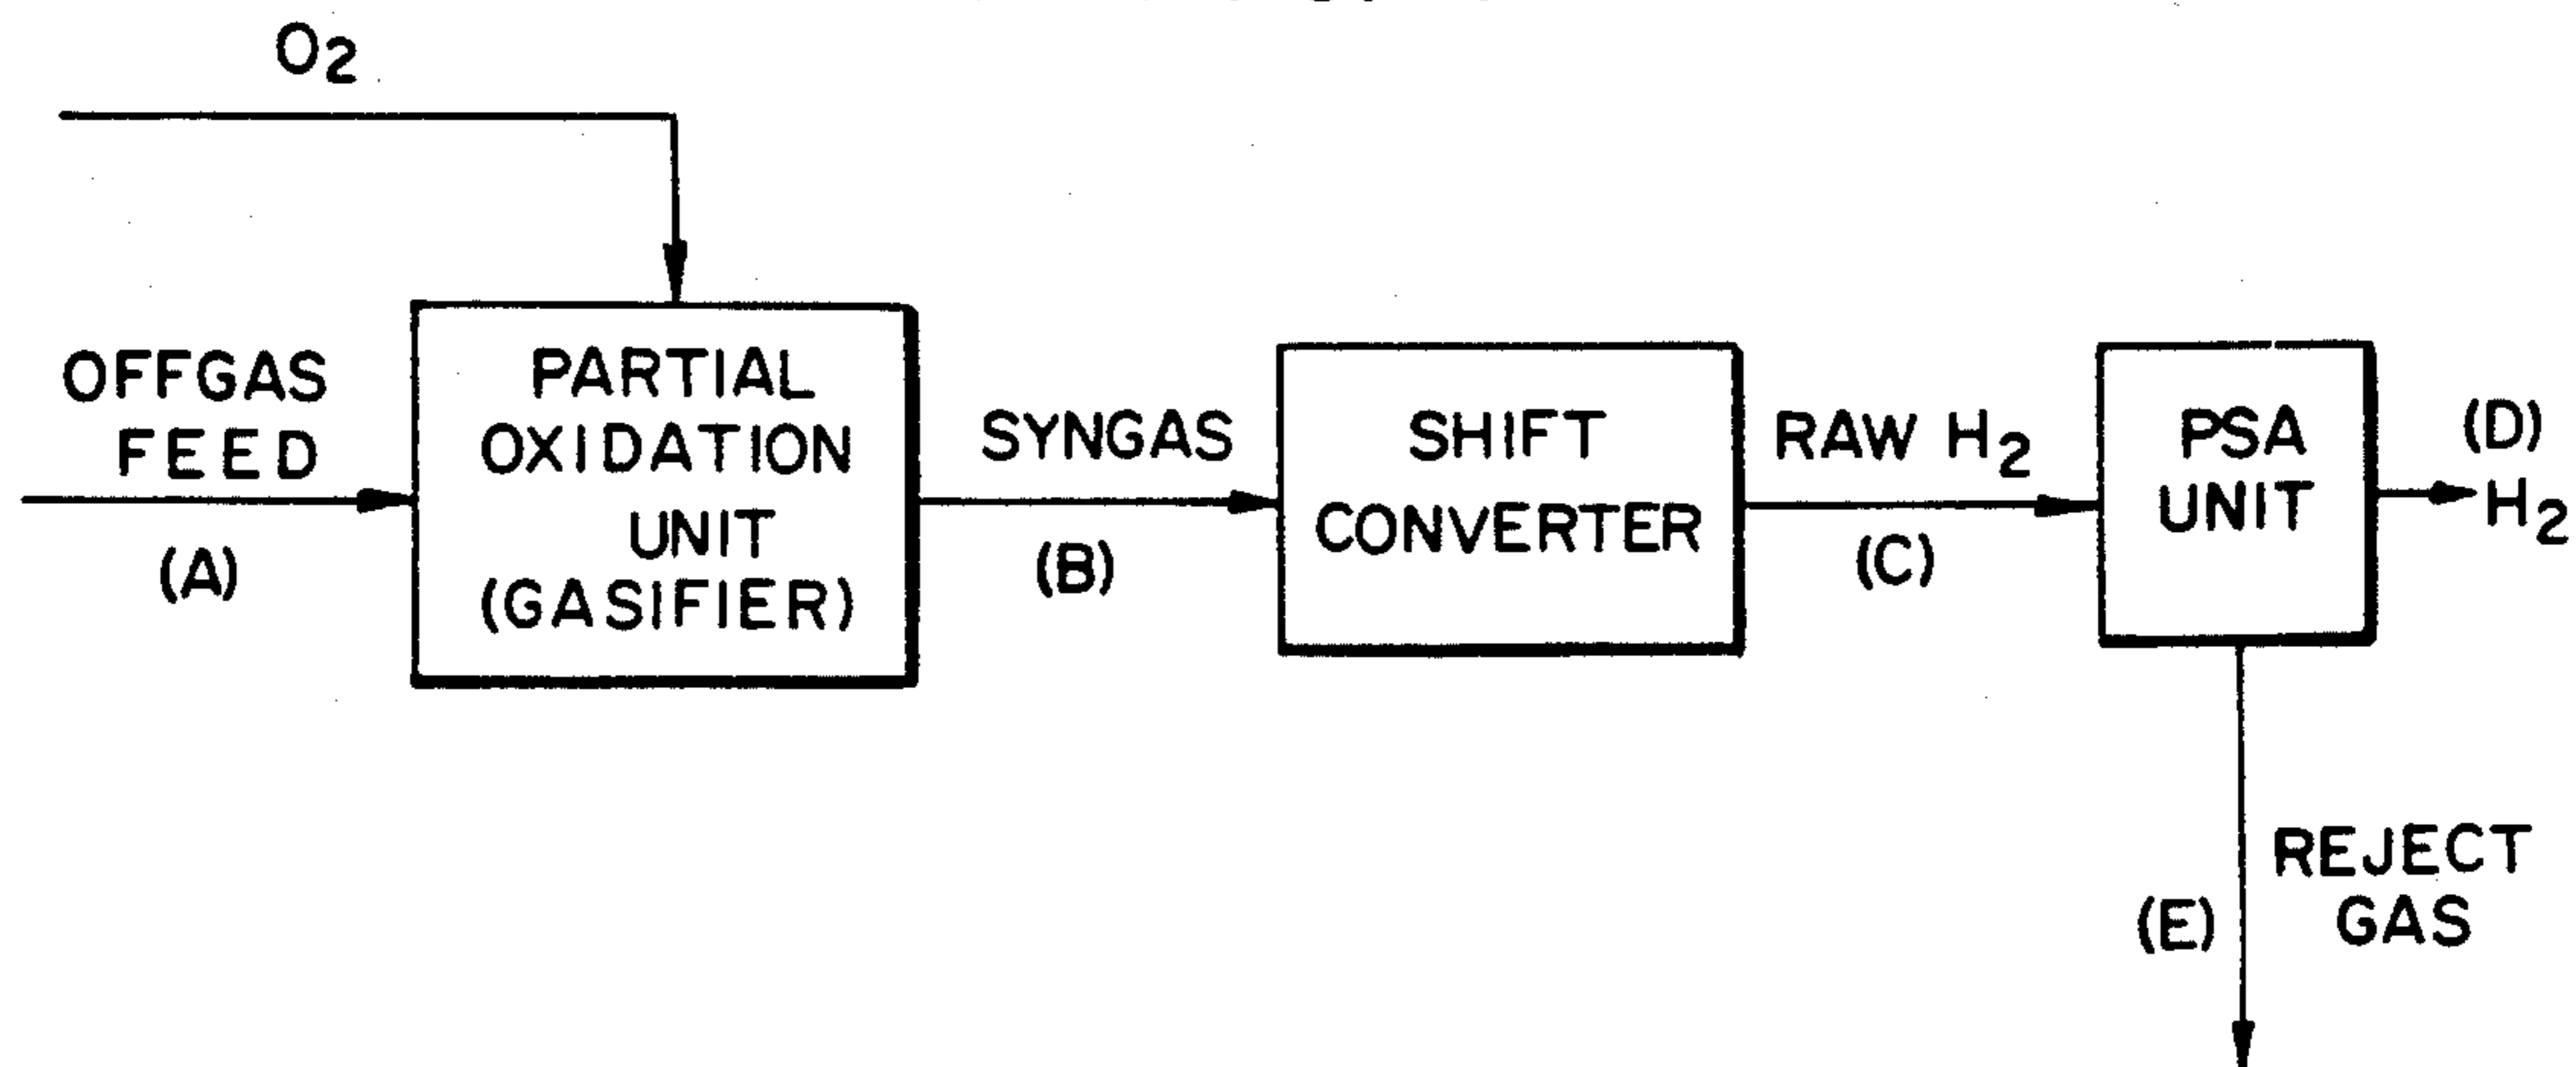 O2
OFFGAS
FEED
(A)
PARTIAL
OXIDATION
UNIT
(GASIFIER)
SYNGAS
(B)
SHIFT
CONVERTER
RAW H2
(C)
PSA
UNIT
(D)
H2
(E)
REJECT
GAS